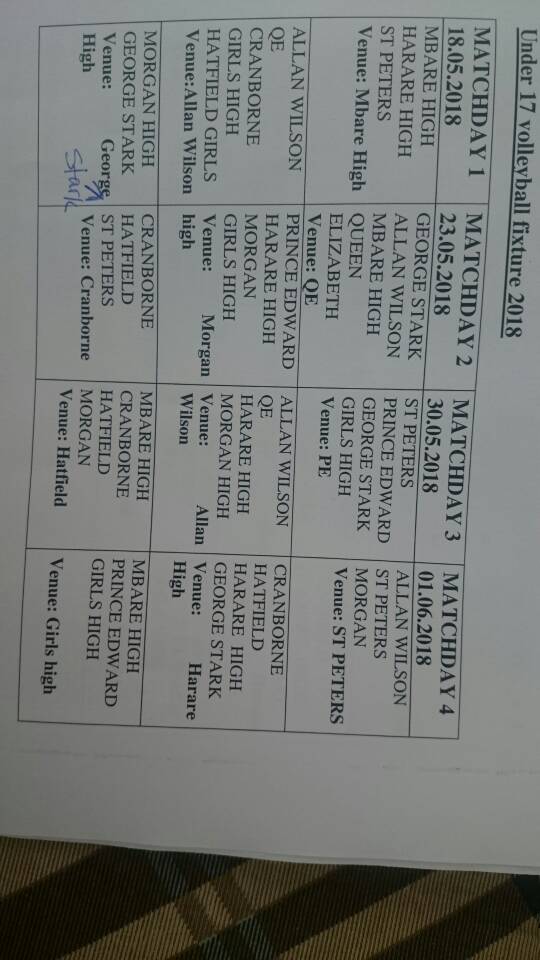 Under 17 volleyball fixture 2018
MATCHDAY 1
18.05.2018
MATCHDAY 2
23.05.2018
MATCHDAY 3
30.05.2018
MATCHDAY 4
01.06.2018
MBARE HIGH
HARARE HIGH
ST PETERS
Venue: Mbare High
GEORGE STARK
ALLAN WILSON
MBARE HIGH
QUEEN
ELIZABETH
Venue: QE
ST PETERS
PRINCE EDWARD
GEORGE STARK
GIRLS HIGH
Venue: PE
ALLAN WILSON
ST PETERS
MORGAN
Venue: ST PETERS
ALLAN WILSON
QE
CRANBORNE
GIRLS HIGH
HATFIELD GIRLS
Venue:Allan Wilson
PRINCE EDWARD
HARARE HIGH
MORGAN
GIRLS HIGH
Venue: Morgan
high
ALLAN WILSON
QE
HARARE HIGH
MORGAN HIGH
Venue: Allan
Wilson
CRANBORNE
HATFIELD
HARARE HIGH
GEORGE STARK
Venue: Harare
High
MORGAN HIGH
GEORGE STARK
Venue: George
High
Stark
CRANBORNE
HATFIELD
ST PETERS
Venue: Cranborne
MBARE HIGH
CRANBORNE
HATFIELD
MORGAN
Venue: Hatfield
MBARE HIGH
PRINCE EDWARD
GIRLS HIGH
Venue: Girls high